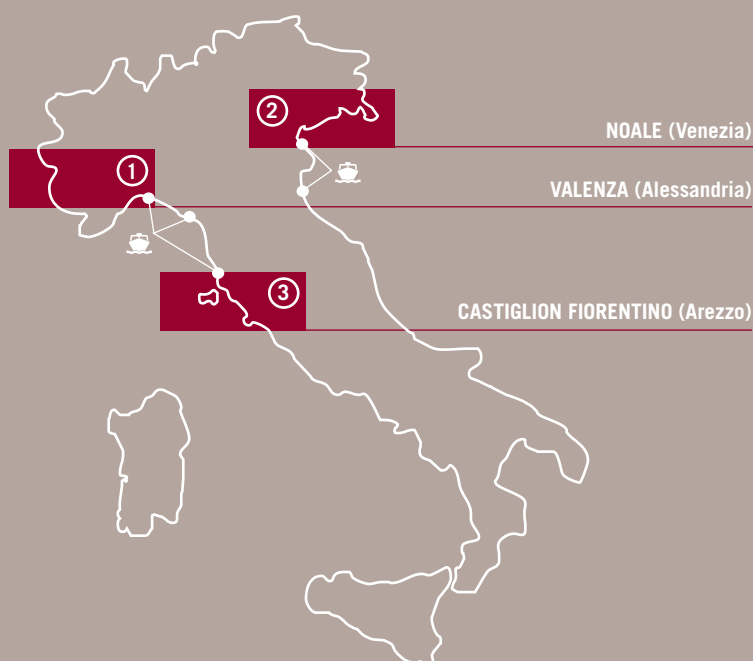 2
NOALE (Venezia)
1
VALENZA (Alessandria)
3
CASTIGLION FIORENTINO (Arezzo)